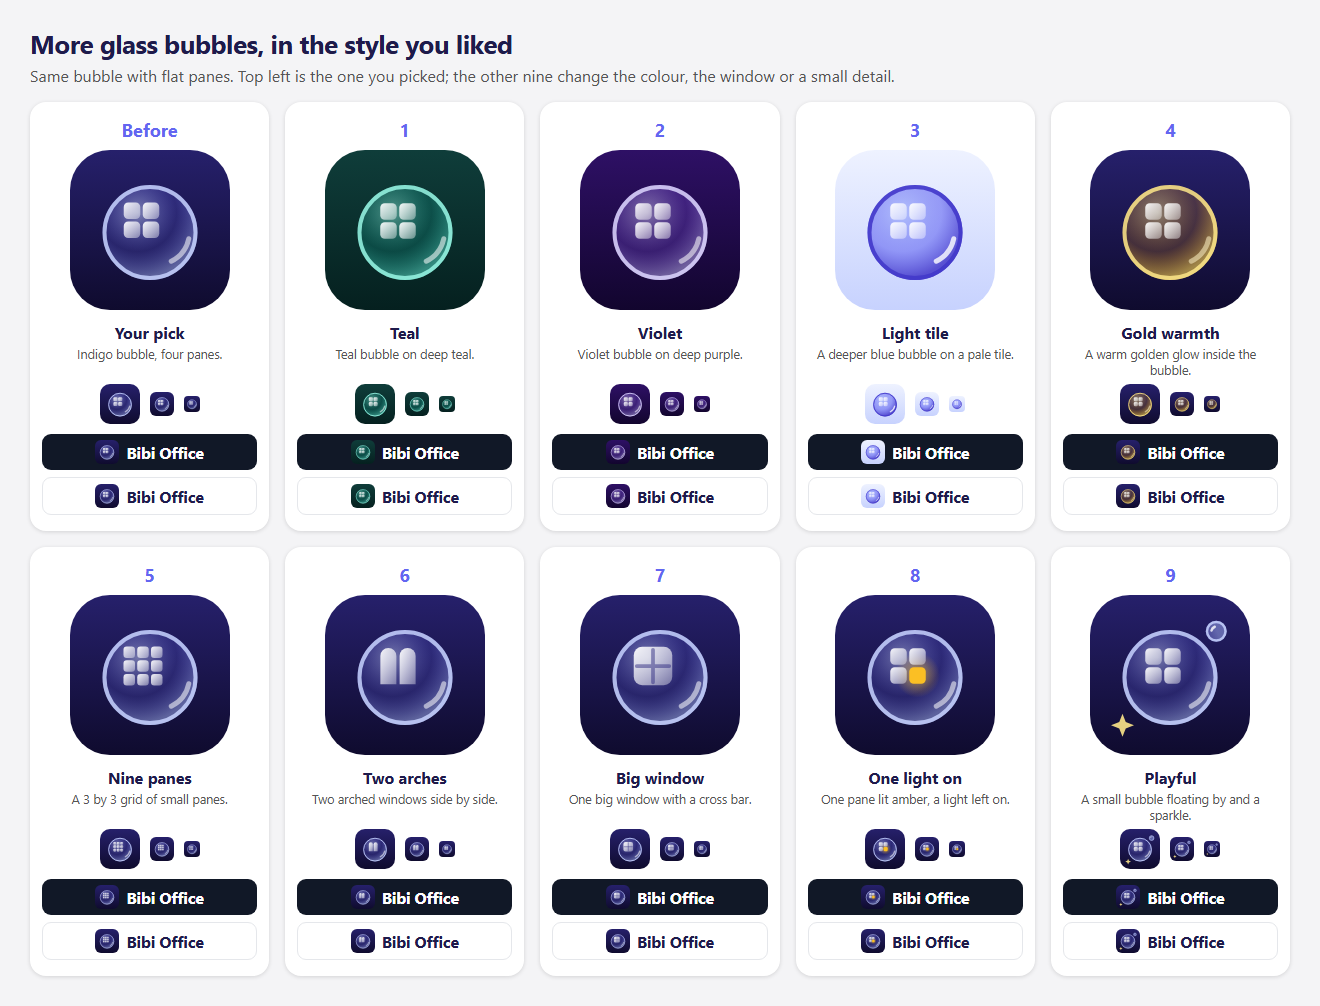 More glass bubbles, in the style you liked
Same bubble with flat panes. Top left is the one you picked; the other nine change the colour, the window or a small detail.
Before
Your pick
Indigo bubble, four panes.
Bibi Office
Bibi Office
1
Teal
Teal bubble on deep teal.
Bibi Office
Bibi Office
2
Violet
Violet bubble on deep purple.
Bibi Office
Bibi Office
3
Light tile
A deeper blue bubble on a pale tile.
Bibi Office
Bibi Office
4
Gold warmth
A warm golden glow inside the
bubble.
Bibi Office
Bibi Office
5
Nine panes
A 3 by 3 grid of small panes.
Bibi Office
Bibi Office
6
Two arches
Two arched windows side by side.
Bibi Office
Bibi Office
7
Big window
One big window with a cross bar.
Bibi Office
Bibi Office
8
One light on
One pane lit amber, a light left on.
Bibi Office
Bibi Office
9
Playful
A small bubble floating by and a
sparkle.
Bibi Office
Bibi Office